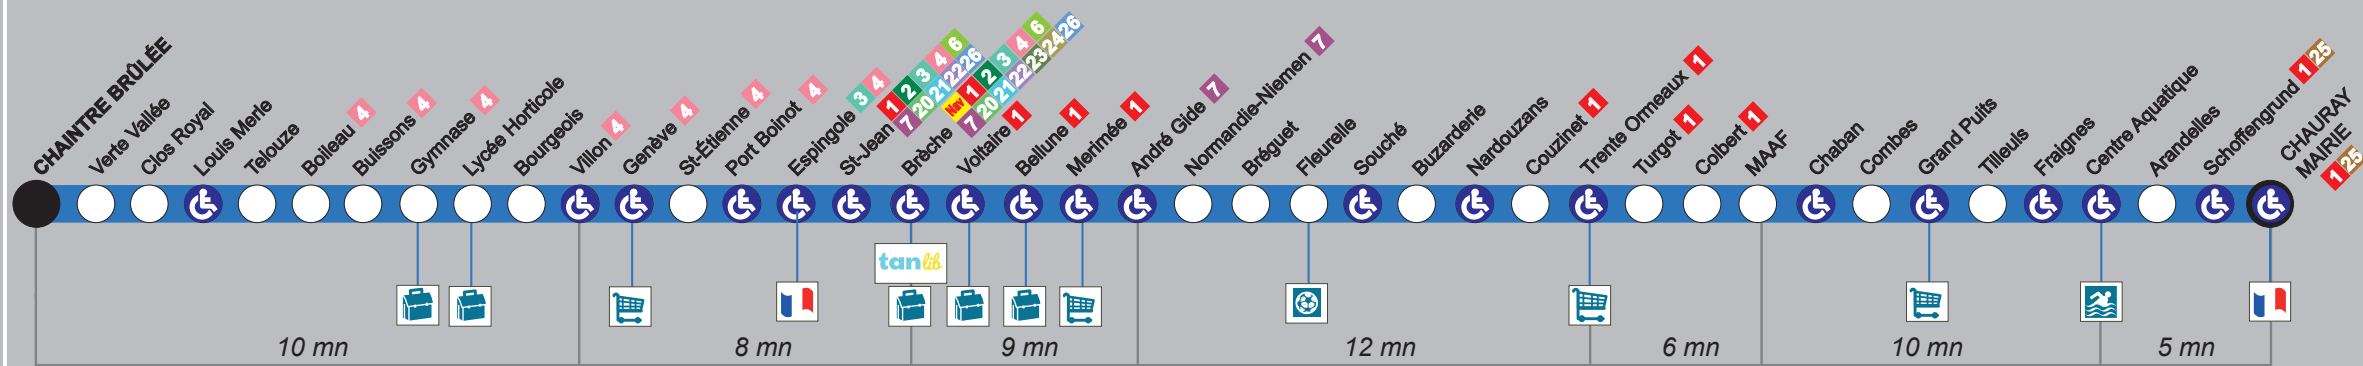 CHAINTRE BRÛLÉE
Verte Vallée
Clos Royal
Louis Merle
Telouze
Boileau 4
Buissons 4
Gymnase 4
Lycée Horticole
Bourgeois
Villon 4
Genève 4
St-Étienne 4
Port Boinot 4
Espingole 3 4
St-Jean 1 2 3 4 6
7 20 21 22 26
Brèche Nav 1 2 3 4 6
7 20 21 22 23 24 26
Voltaire 1
Bellune 1
Merimée 1
André Gide 7
Normandie-Niemen 7
Bréguet
Fleurelle
Souché
Buzarderie
Nardouzans
Couzinet 1
Trente Ormeaux 1
Turgot 1
Colbert 1
MAAF
Chaban
Combes
Grand Puits
Tilleuls
Fraignes
Centre Aquatique
Arandelles
Schoffengrund 1 25
CHAURAY
MAIRIE
1 25
tanlib
10 mn
8 mn
9 mn
12 mn
6 mn
10 mn
5 mn